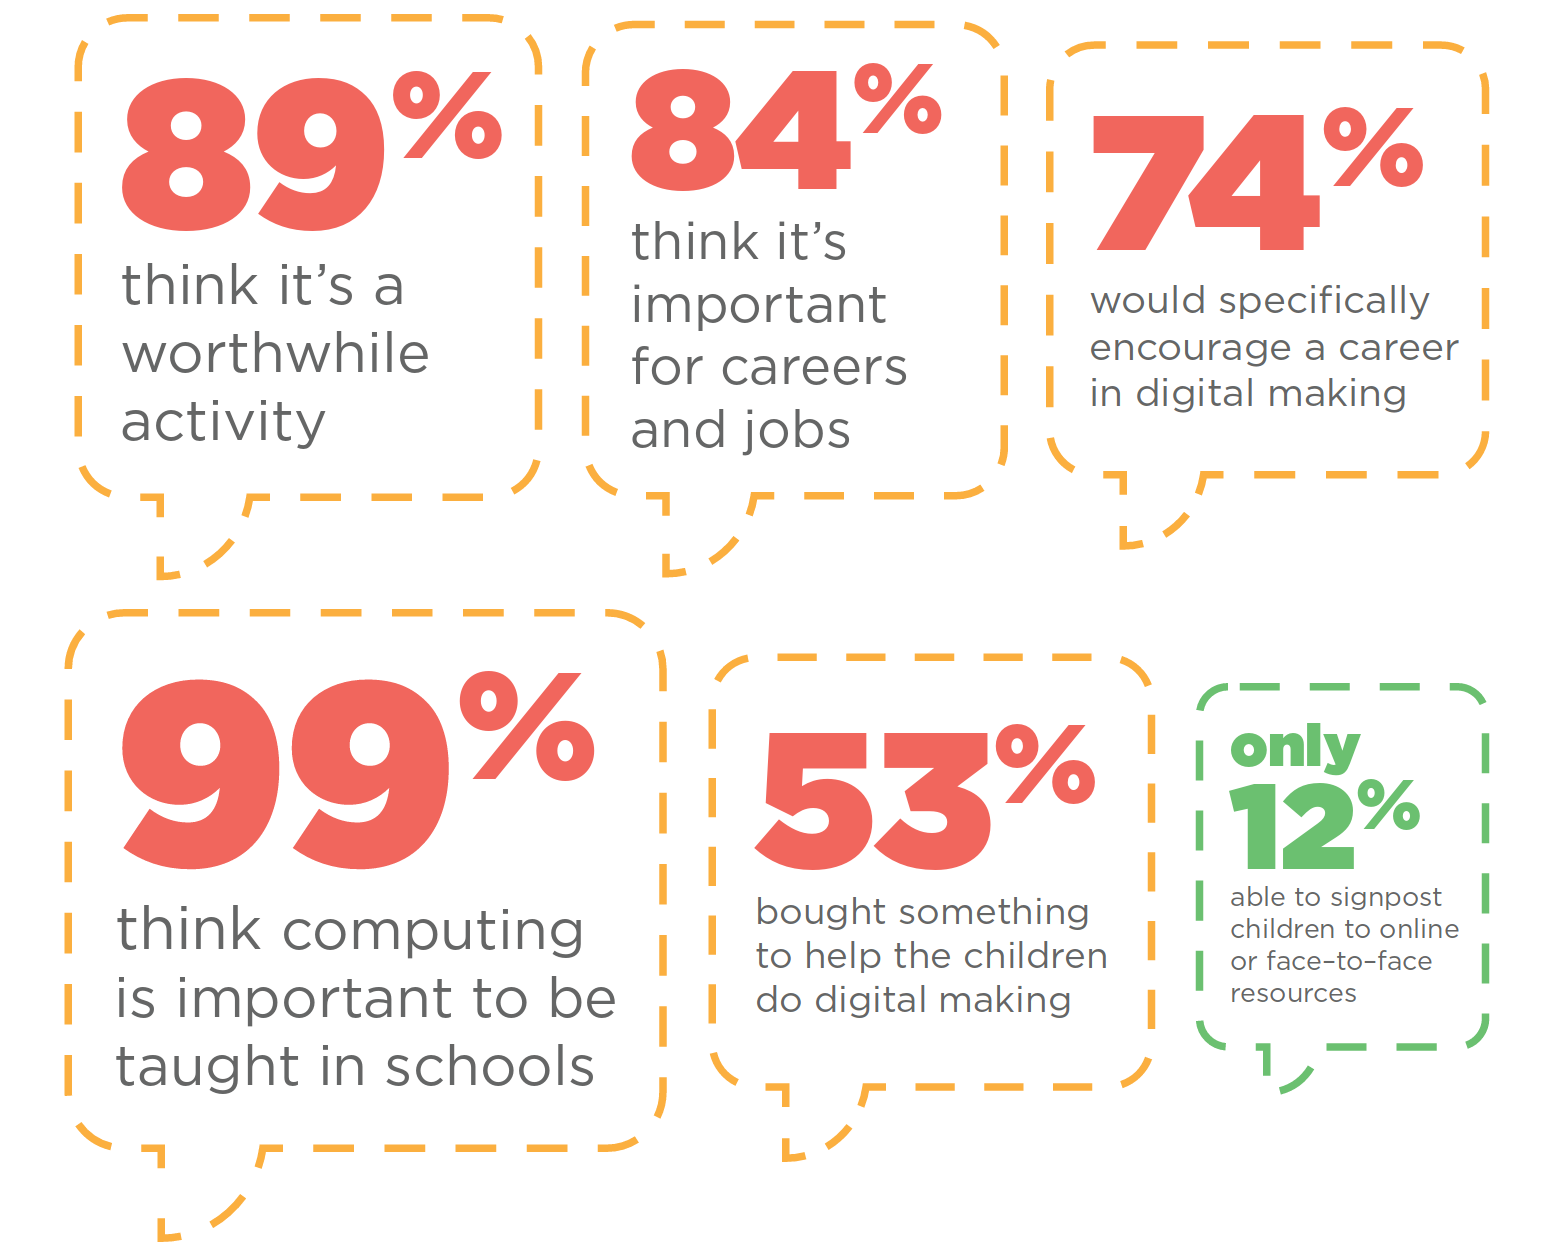 89%
think it’s a
worthwhile
activity
84%
think it’s
important
for careers
and jobs
74%
would specifically
encourage a career
in digital making
99%
think computing
is important to be
taught in schools
53%
bought something
to help the children
do digital making
only
12%
able to signpost
children to online
or face-to-face
resources